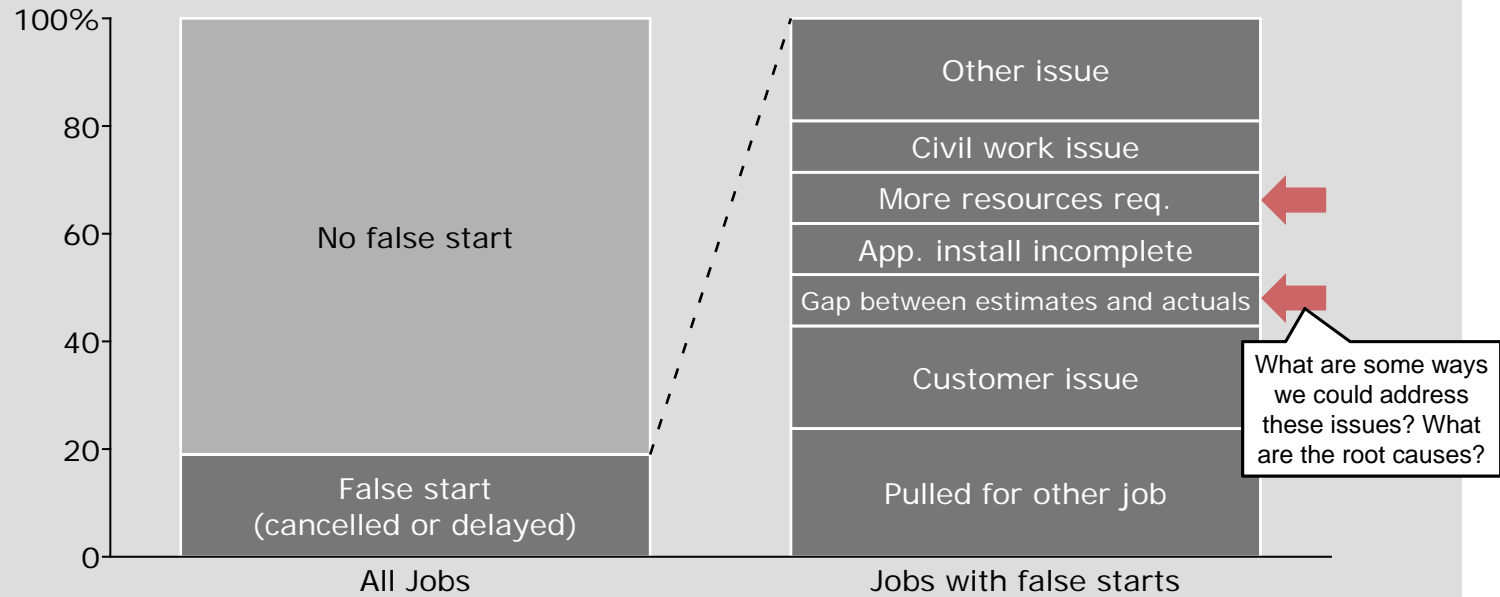 100%
80
60
40
20
0
No false start
False start
(cancelled or delayed)
All Jobs
Other issue
Civil work issue
More resources req.
App. install incomplete
Gap between estimates and actuals
Customer issue
Pulled for other job
Jobs with false starts
What are some ways
we could address
these issues? What
are the root causes?